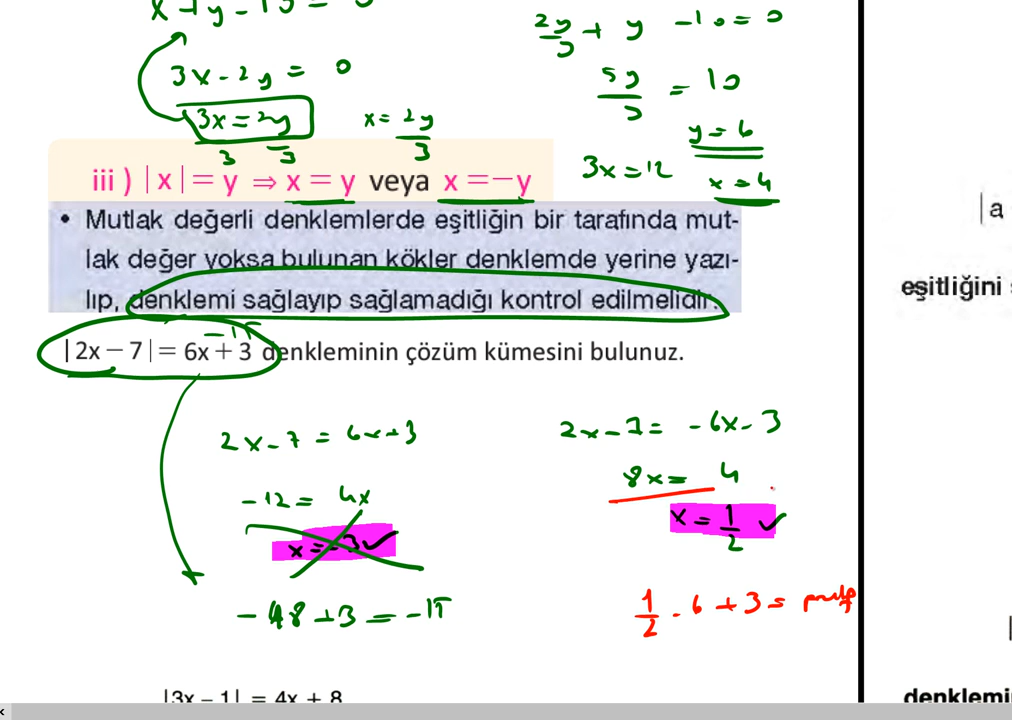 x + y - 10 = 0
3x - 2y = 0
3x = 2y
3 3
x = 2y
3
2y + y - 10 = 0
3
5y = 10
3
y = 6
3x = 12
x = 4
iii ) | x | = y ⇒ x = y veya x = −y
• Mutlak değerli denklemlerde eşitliğin bir tarafında mut-
lak değer yoksa bulunan kökler denklemde yerine yazı-
lıp, denklemi sağlayıp sağlamadığı kontrol edilmelidir.
-15
| 2x − 7 | = 6x + 3 denkleminin çözüm kümesini bulunuz.
2x - 7 = 6x + 3
-12 = 4x
x = -3 ✓
-18 + 3 = -15
2x - 7 = -6x - 3
8x = 4
x = 1 ✓
2
1 . 6 + 3 =
2
|3x − 1| = 4x + 8
| a
eşitliğini
|
denklemi